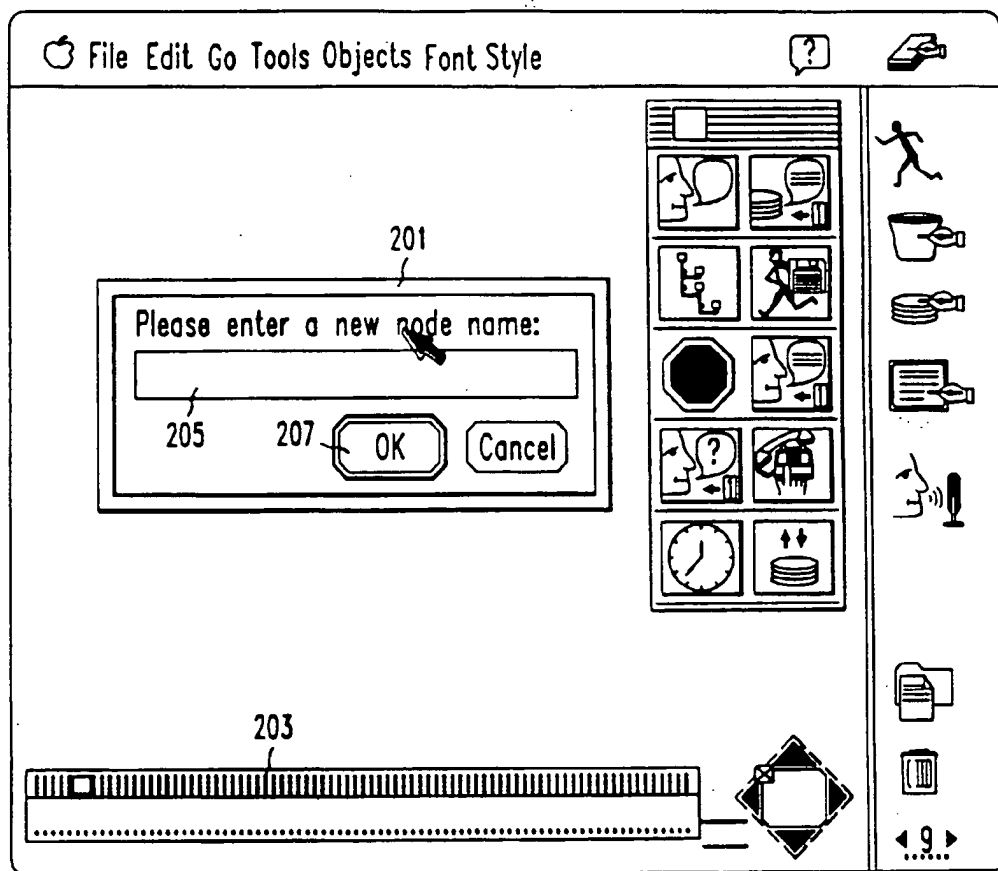 File Edit Go Tools Objects Font Style ?
201
Please enter a new node name:
205 207 OK Cancel
?
203
9